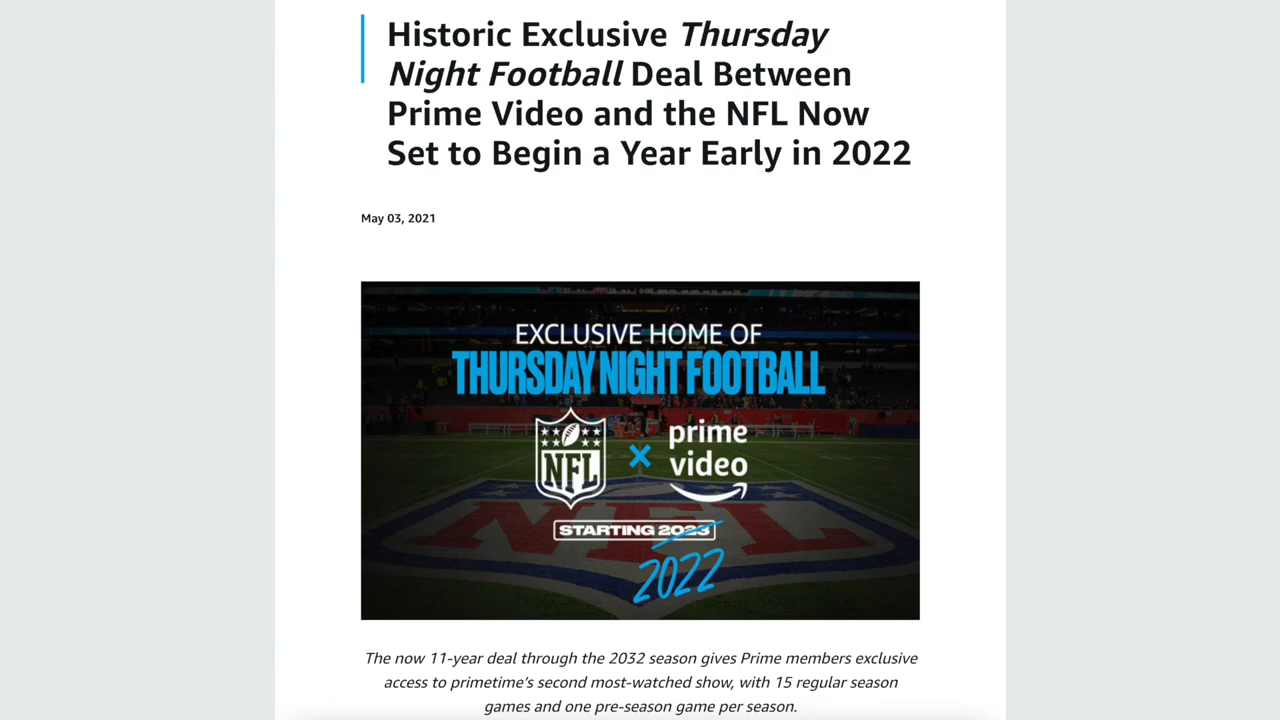 Historic Exclusive Thursday
Night Football Deal Between
Prime Video and the NFL Now
Set to Begin a Year Early in 2022
May 03, 2021
EXCLUSIVE HOME OF
THURSDAY NIGHT FOOTBALL
NFL
×
prime
video
STARTING 2023
2022
NFL
The now 11-year deal through the 2032 season gives Prime members exclusive
access to primetime’s second most-watched show, with 15 regular season
games and one pre-season game per season.